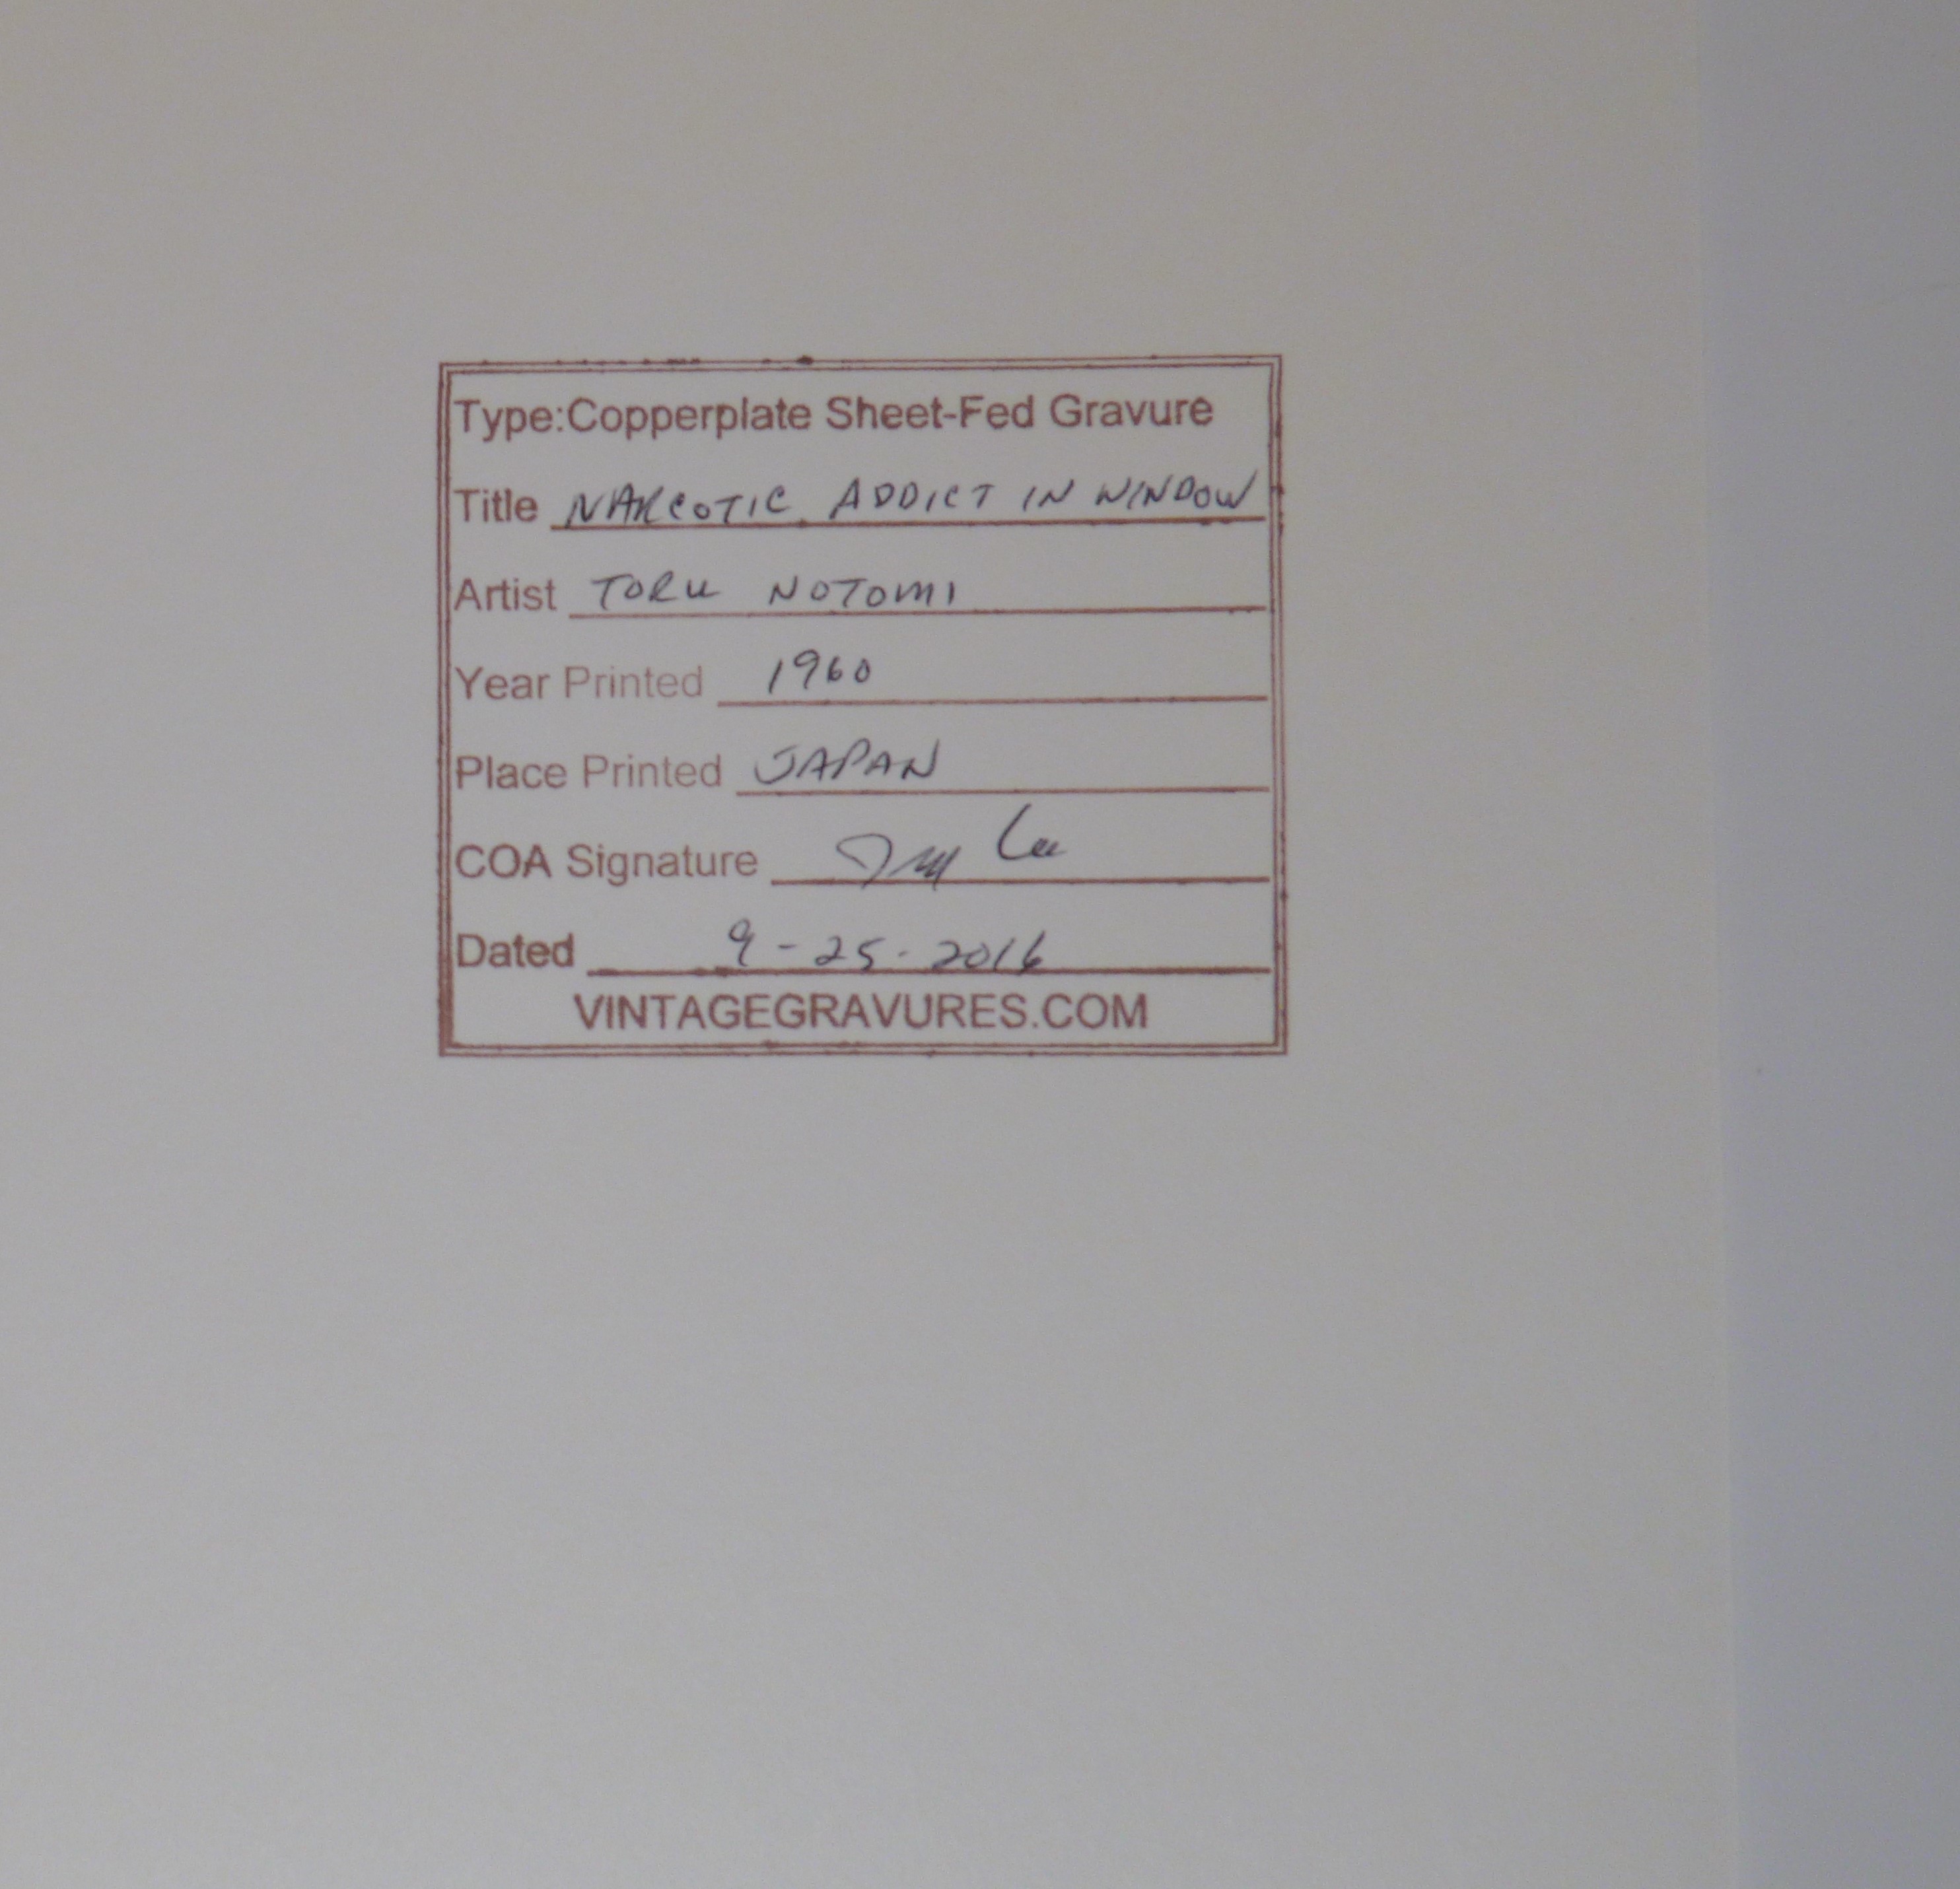 Type:Copperplate Sheet-Fed Gravure
Title NARCOTIC ADDICT IN WINDOW
Artist TORU NOTOMI
Year Printed 1960
Place Printed JAPAN
COA Signature
Dated 9-25-2016
VINTAGEGRAVURES.COM